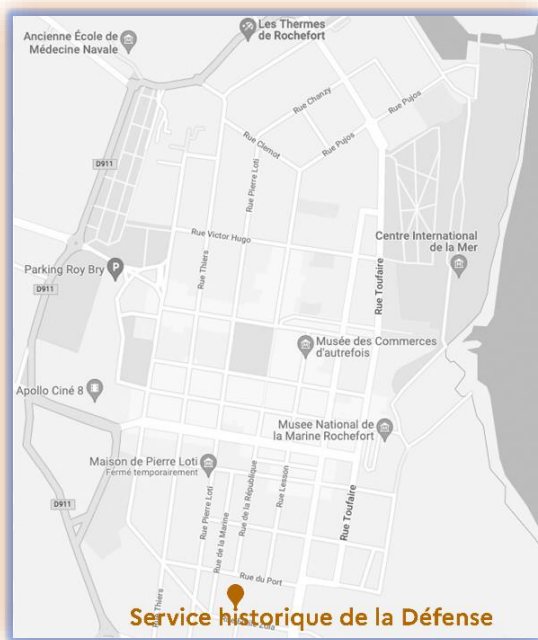 Ancienne École de
Médecine Navale
Les Thermes
de Rochefort
Rue Chanzy
Rue Pujos
Rue Clemot
Rue Pujos
D911
Rue Pierre Loti
Rue Victor Hugo
Centre International
de la Mer
Rue Thiers
Parking Roy Bry
P
Rue Toufaire
D911
Musée des Commerces
d'autrefois
Apollo Ciné 8
Musee National de
la Marine Rochefort
Maison de Pierre Loti
Fermé temporairement
Rue de la République
Rue Lesson
Rue Pierre Loti
Rue de la Marine
D911
Rue Toufaire
Rue du Port
Rue Thiers
Service historique de la Défense
Zola